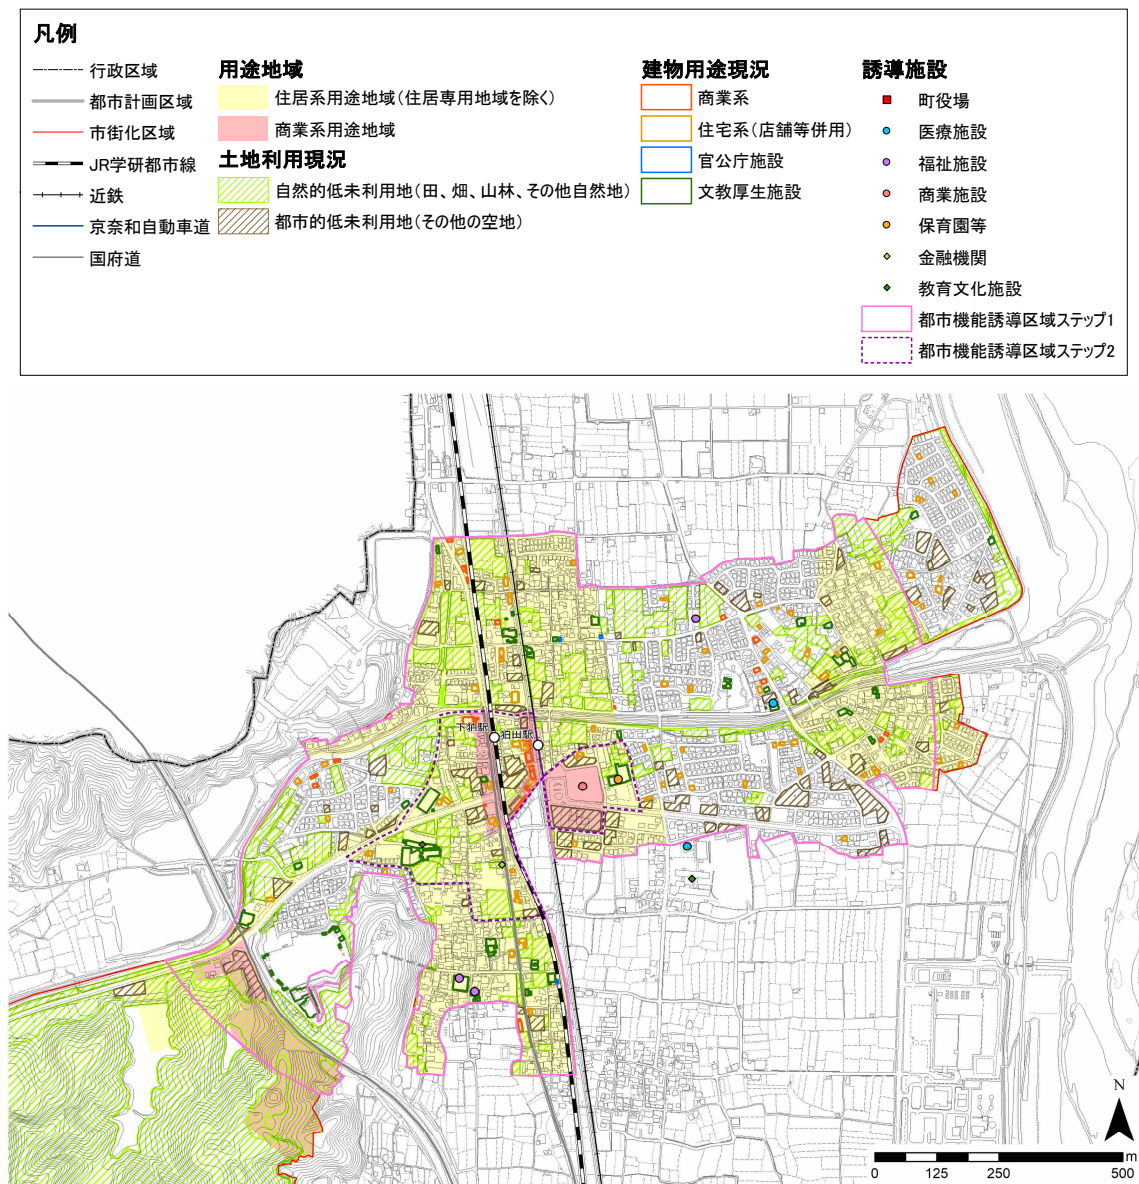 凡例
行政区域
都市計画区域
市街化区域
JR学研都市線
近鉄
京奈和自動車道
国府道
用途地域
住居系用途地域(住居専用地域を除く)
商業系用途地域
土地利用現況
自然的低未利用地(田、畑、山林、その他自然地)
都市的低未利用地(その他の空地)
建物用途現況
商業系
住宅系(店舗等併用)
官公庁施設
文教厚生施設
誘導施設
町役場
医療施設
福祉施設
商業施設
保育園等
金融機関
教育文化施設
都市機能誘導区域ステップ1
都市機能誘導区域ステップ2
下狛駅
狛田駅
N
m
0 125 250 500